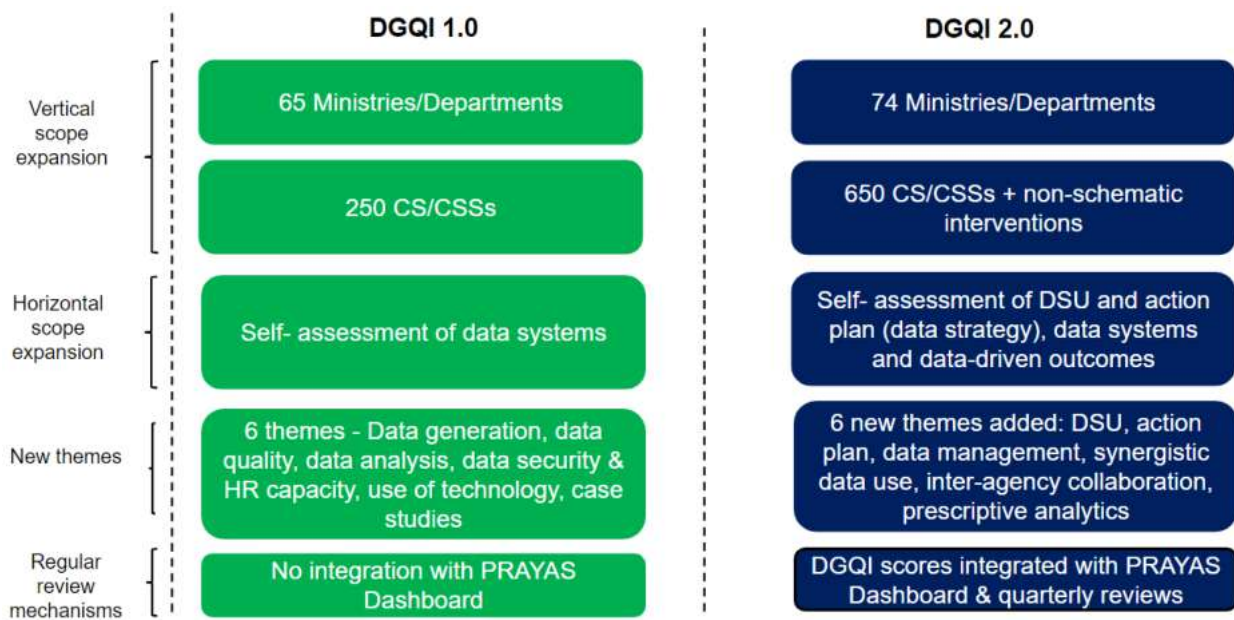 DGQI 1.0
DGQI 2.0
Vertical
scope
expansion
65 Ministries/Departments
74 Ministries/Departments
250 CS/CSSs
650 CS/CSSs + non-schematic
interventions
Horizontal
scope
expansion
Self- assessment of data systems
Self- assessment of DSU and action
plan (data strategy), data systems
and data-driven outcomes
New themes
6 themes - Data generation, data
quality, data analysis, data security &
HR capacity, use of technology, case
studies
6 new themes added: DSU, action
plan, data management, synergistic
data use, inter-agency collaboration,
prescriptive analytics
Regular
review
mechanisms
No integration with PRAYAS
Dashboard
DGQI scores integrated with PRAYAS
Dashboard & quarterly reviews